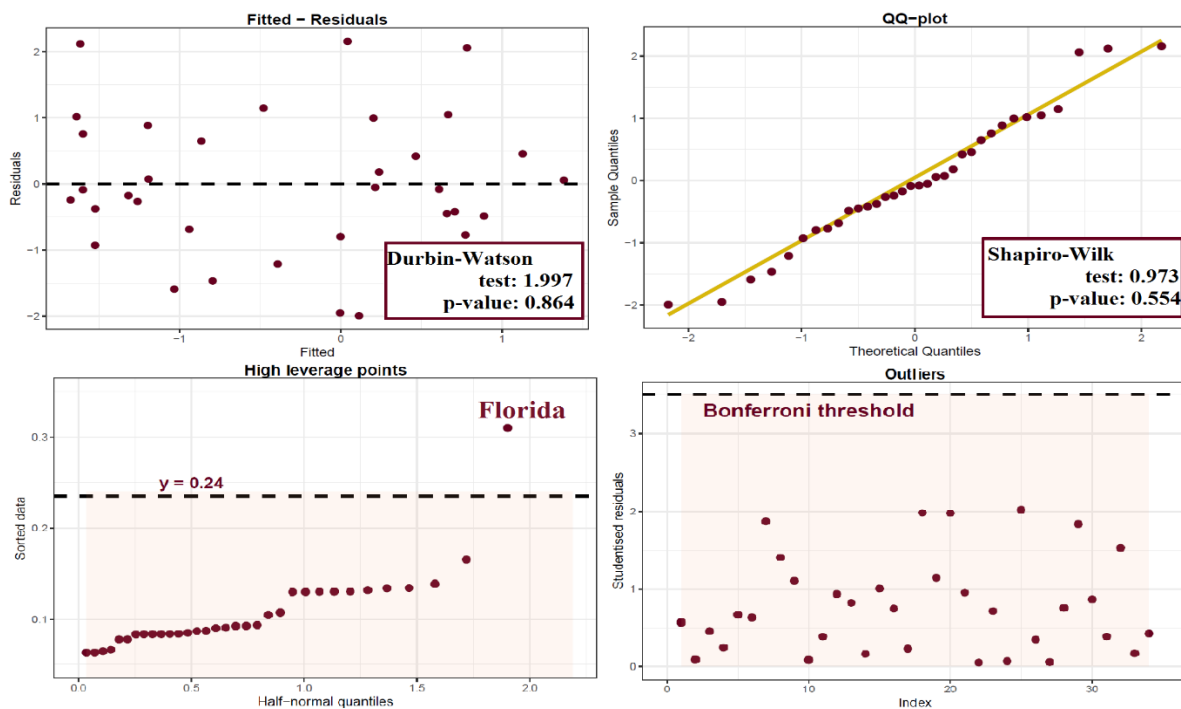 Fitted − Residuals
Residuals
2
1
0
−1
−2
Durbin-Watson
test: 1.997
p-value: 0.864
−1
0
1
Fitted
QQ−plot
Sample Quantiles
2
1
0
−1
−2
Shapiro-Wilk
test: 0.973
p-value: 0.554
−2
−1
0
1
2
Theoretical Quantiles
High leverage points
Sorted data
0.3
0.2
0.1
Florida
y = 0.24
0.0
0.5
1.0
1.5
2.0
Half−normal quantiles
Outliers
Studentised residuals
3
2
1
0
Bonferroni threshold
0
10
20
30
Index